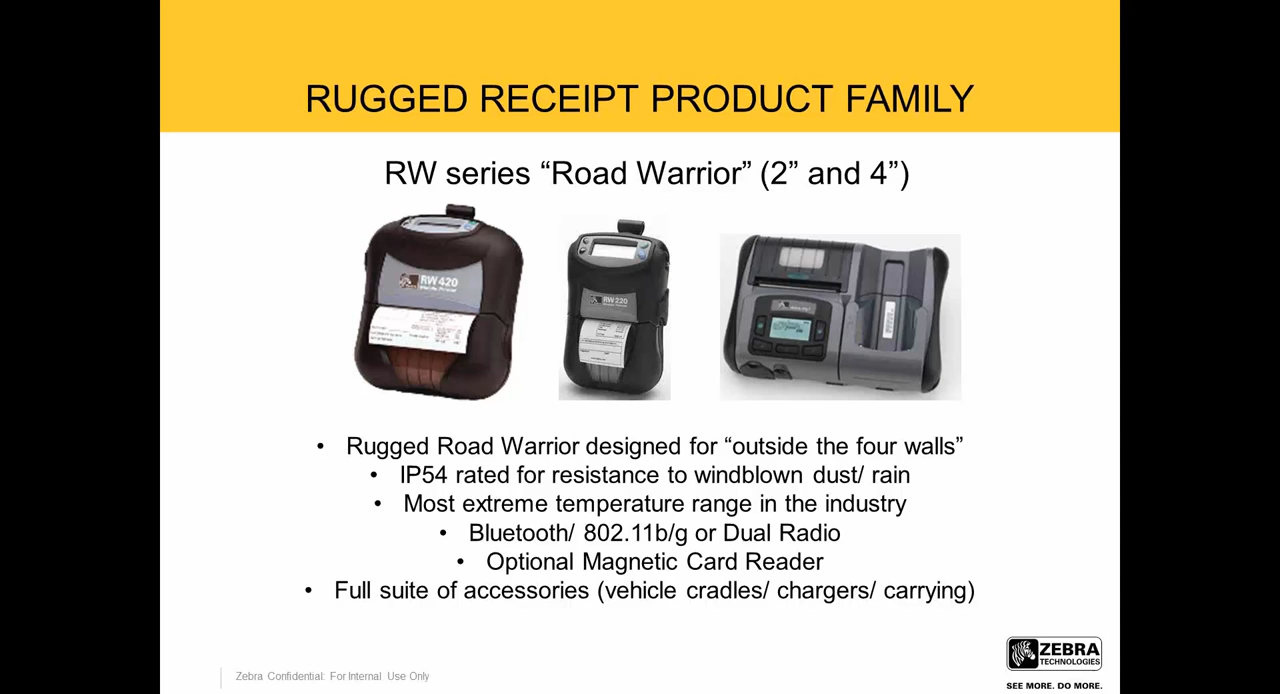 RUGGED RECEIPT PRODUCT FAMILY
RW series “Road Warrior” (2” and 4”)
RW 420
RW 220
• Rugged Road Warrior designed for “outside the four walls”
• IP54 rated for resistance to windblown dust/ rain
• Most extreme temperature range in the industry
• Bluetooth/ 802.11b/g or Dual Radio
• Optional Magnetic Card Reader
• Full suite of accessories (vehicle cradles/ chargers/ carrying)
Zebra Confidential: For Internal Use Only
ZEBRA
TECHNOLOGIES
SEE MORE. DO MORE.